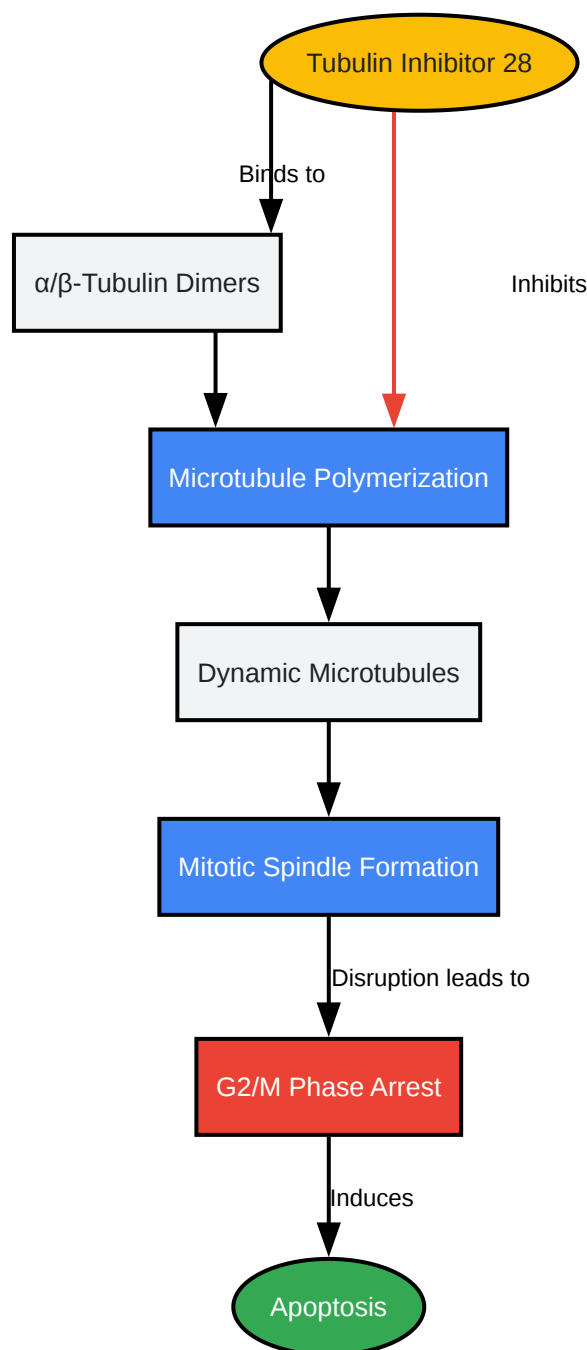 Tubulin Inhibitor 28
Binds to
α/β-Tubulin Dimers
Inhibits
Microtubule Polymerization
Dynamic Microtubules
Mitotic Spindle Formation
Disruption leads to
G2/M Phase Arrest
Induces
Apoptosis